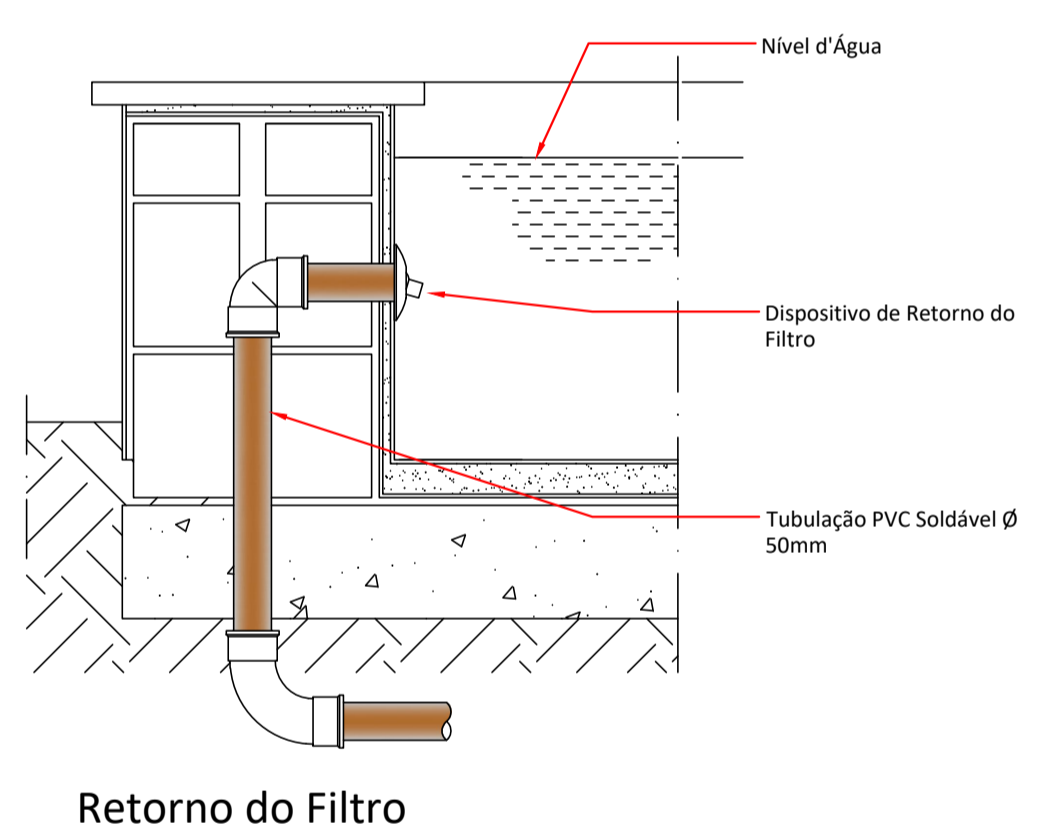 Nível d'Água
Dispositivo de Retorno do
Filtro
Tubulação PVC Soldável Ø
50mm
Retorno do Filtro